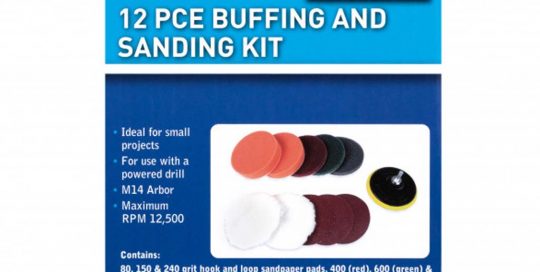 12 PCE BUFFING AND
SANDING KIT
• Ideal for small
projects
• For use with a
powered drill
• M14 Arbor
• Maximum
RPM 12,500
Contains:
80, 150 & 240 grit hook and loop sandpaper pads, 400 (red), 600 (green) &